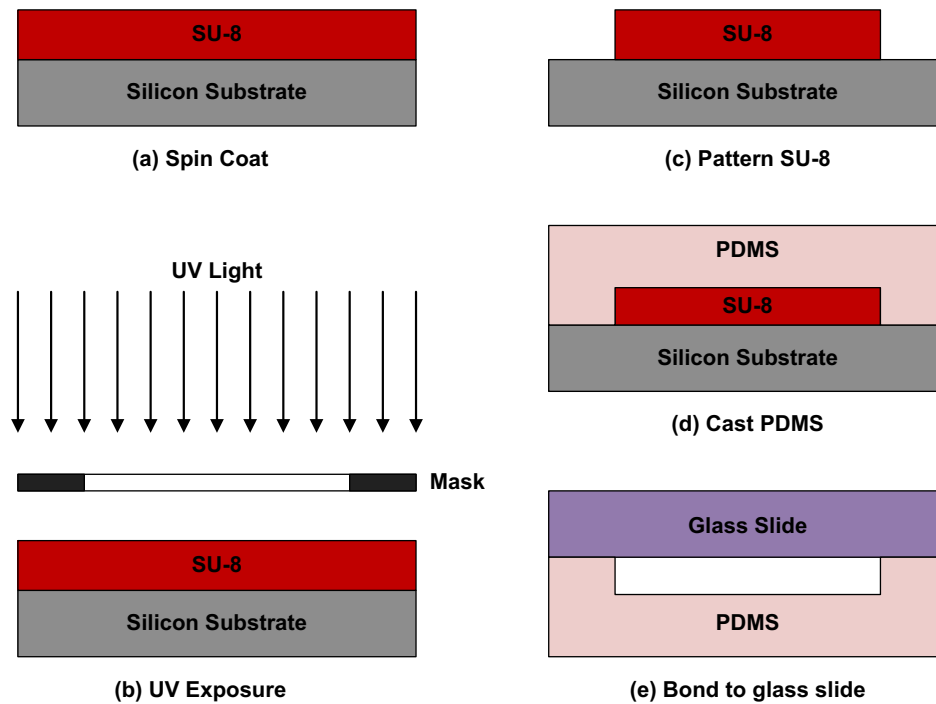 SU-8
Silicon Substrate
(a) Spin Coat
UV Light
Mask
SU-8
Silicon Substrate
(b) UV Exposure
SU-8
Silicon Substrate
(c) Pattern SU-8
PDMS
SU-8
Silicon Substrate
(d) Cast PDMS
Glass Slide
PDMS
(e) Bond to glass slide